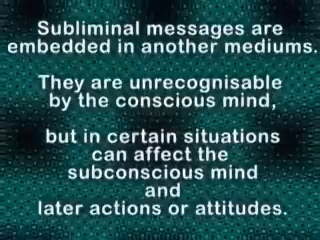 Subliminal messages are
embedded in another mediums.
They are unrecognisable
by the conscious mind,
but in certain situations
can affect the
subconscious mind
and
later actions or attitudes.